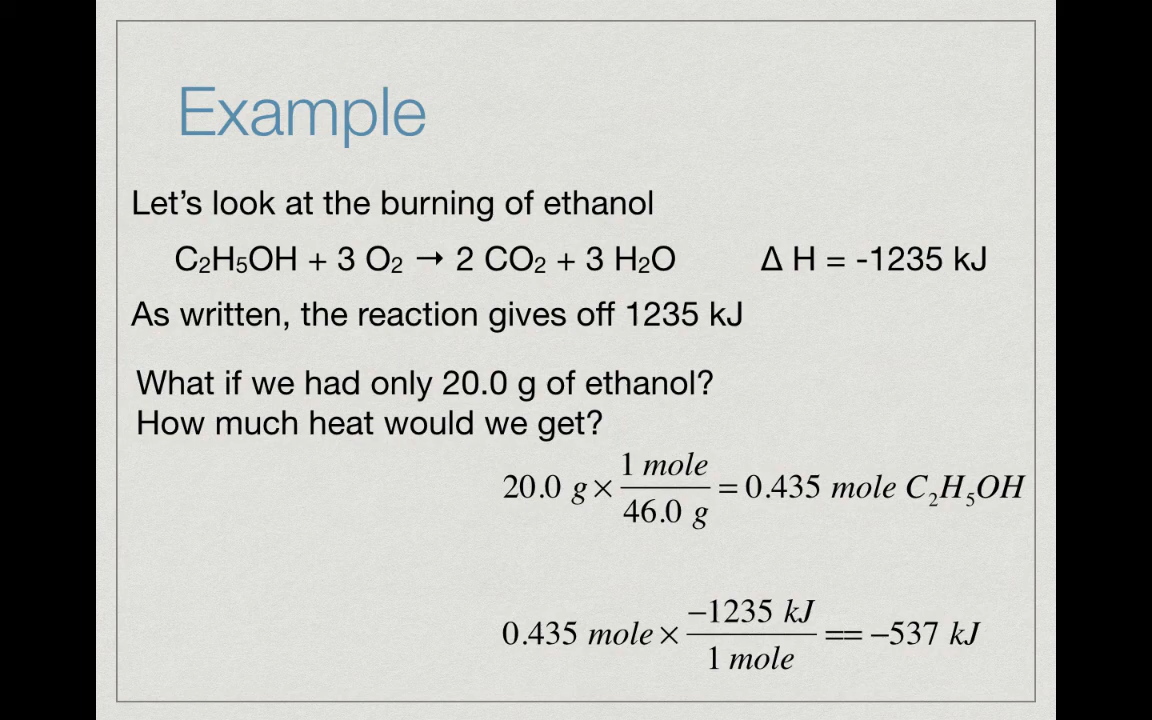 Example
Let's look at the burning of ethanol
C₂H₅OH + 3 O₂ → 2 CO₂ + 3 H₂O Δ H = -1235 kJ
As written, the reaction gives off 1235 kJ
What if we had only 20.0 g of ethanol?
How much heat would we get?
20.0 g × 1 mole / 46.0 g = 0.435 mole C₂H₅OH
0.435 mole × −1235 kJ / 1 mole == −537 kJ